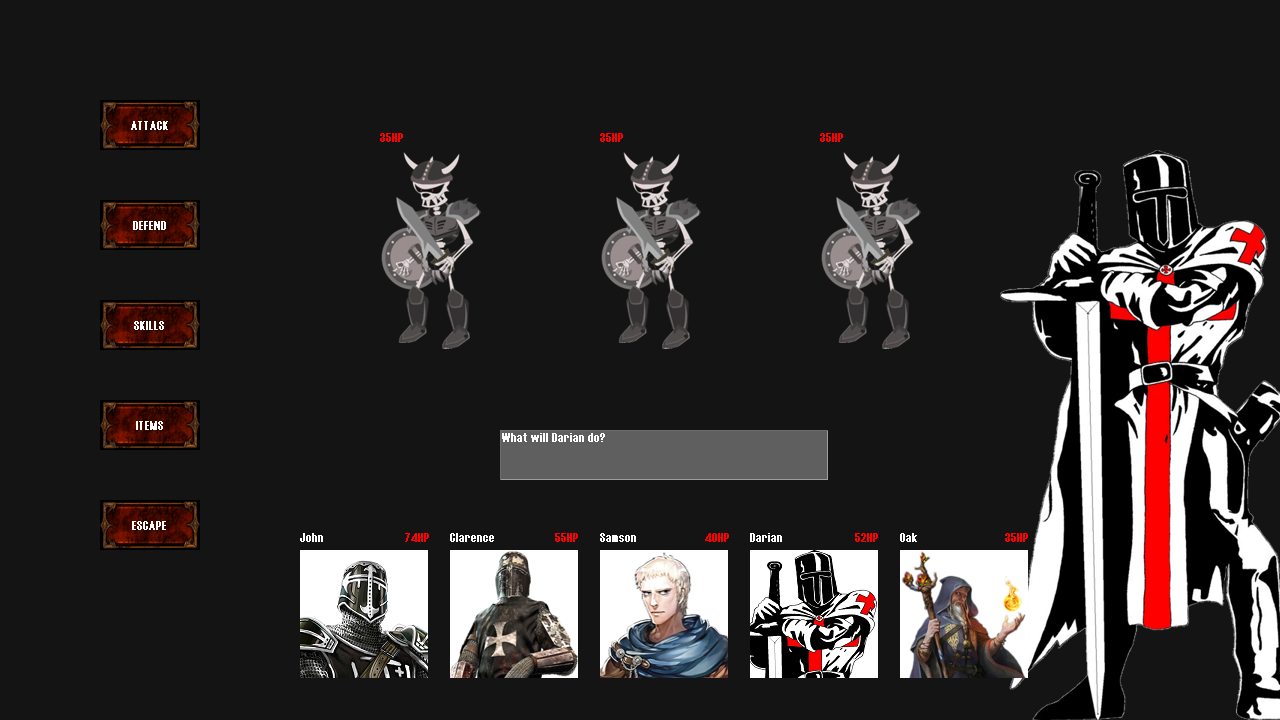 ATTACK
DEFEND
SKILLS
ITEMS
ESCAPE
35HP
35HP
35HP
What will Darian do?
John 74HP
Clarence 55HP
Samson 40HP
Darian 52HP
Oak 35HP